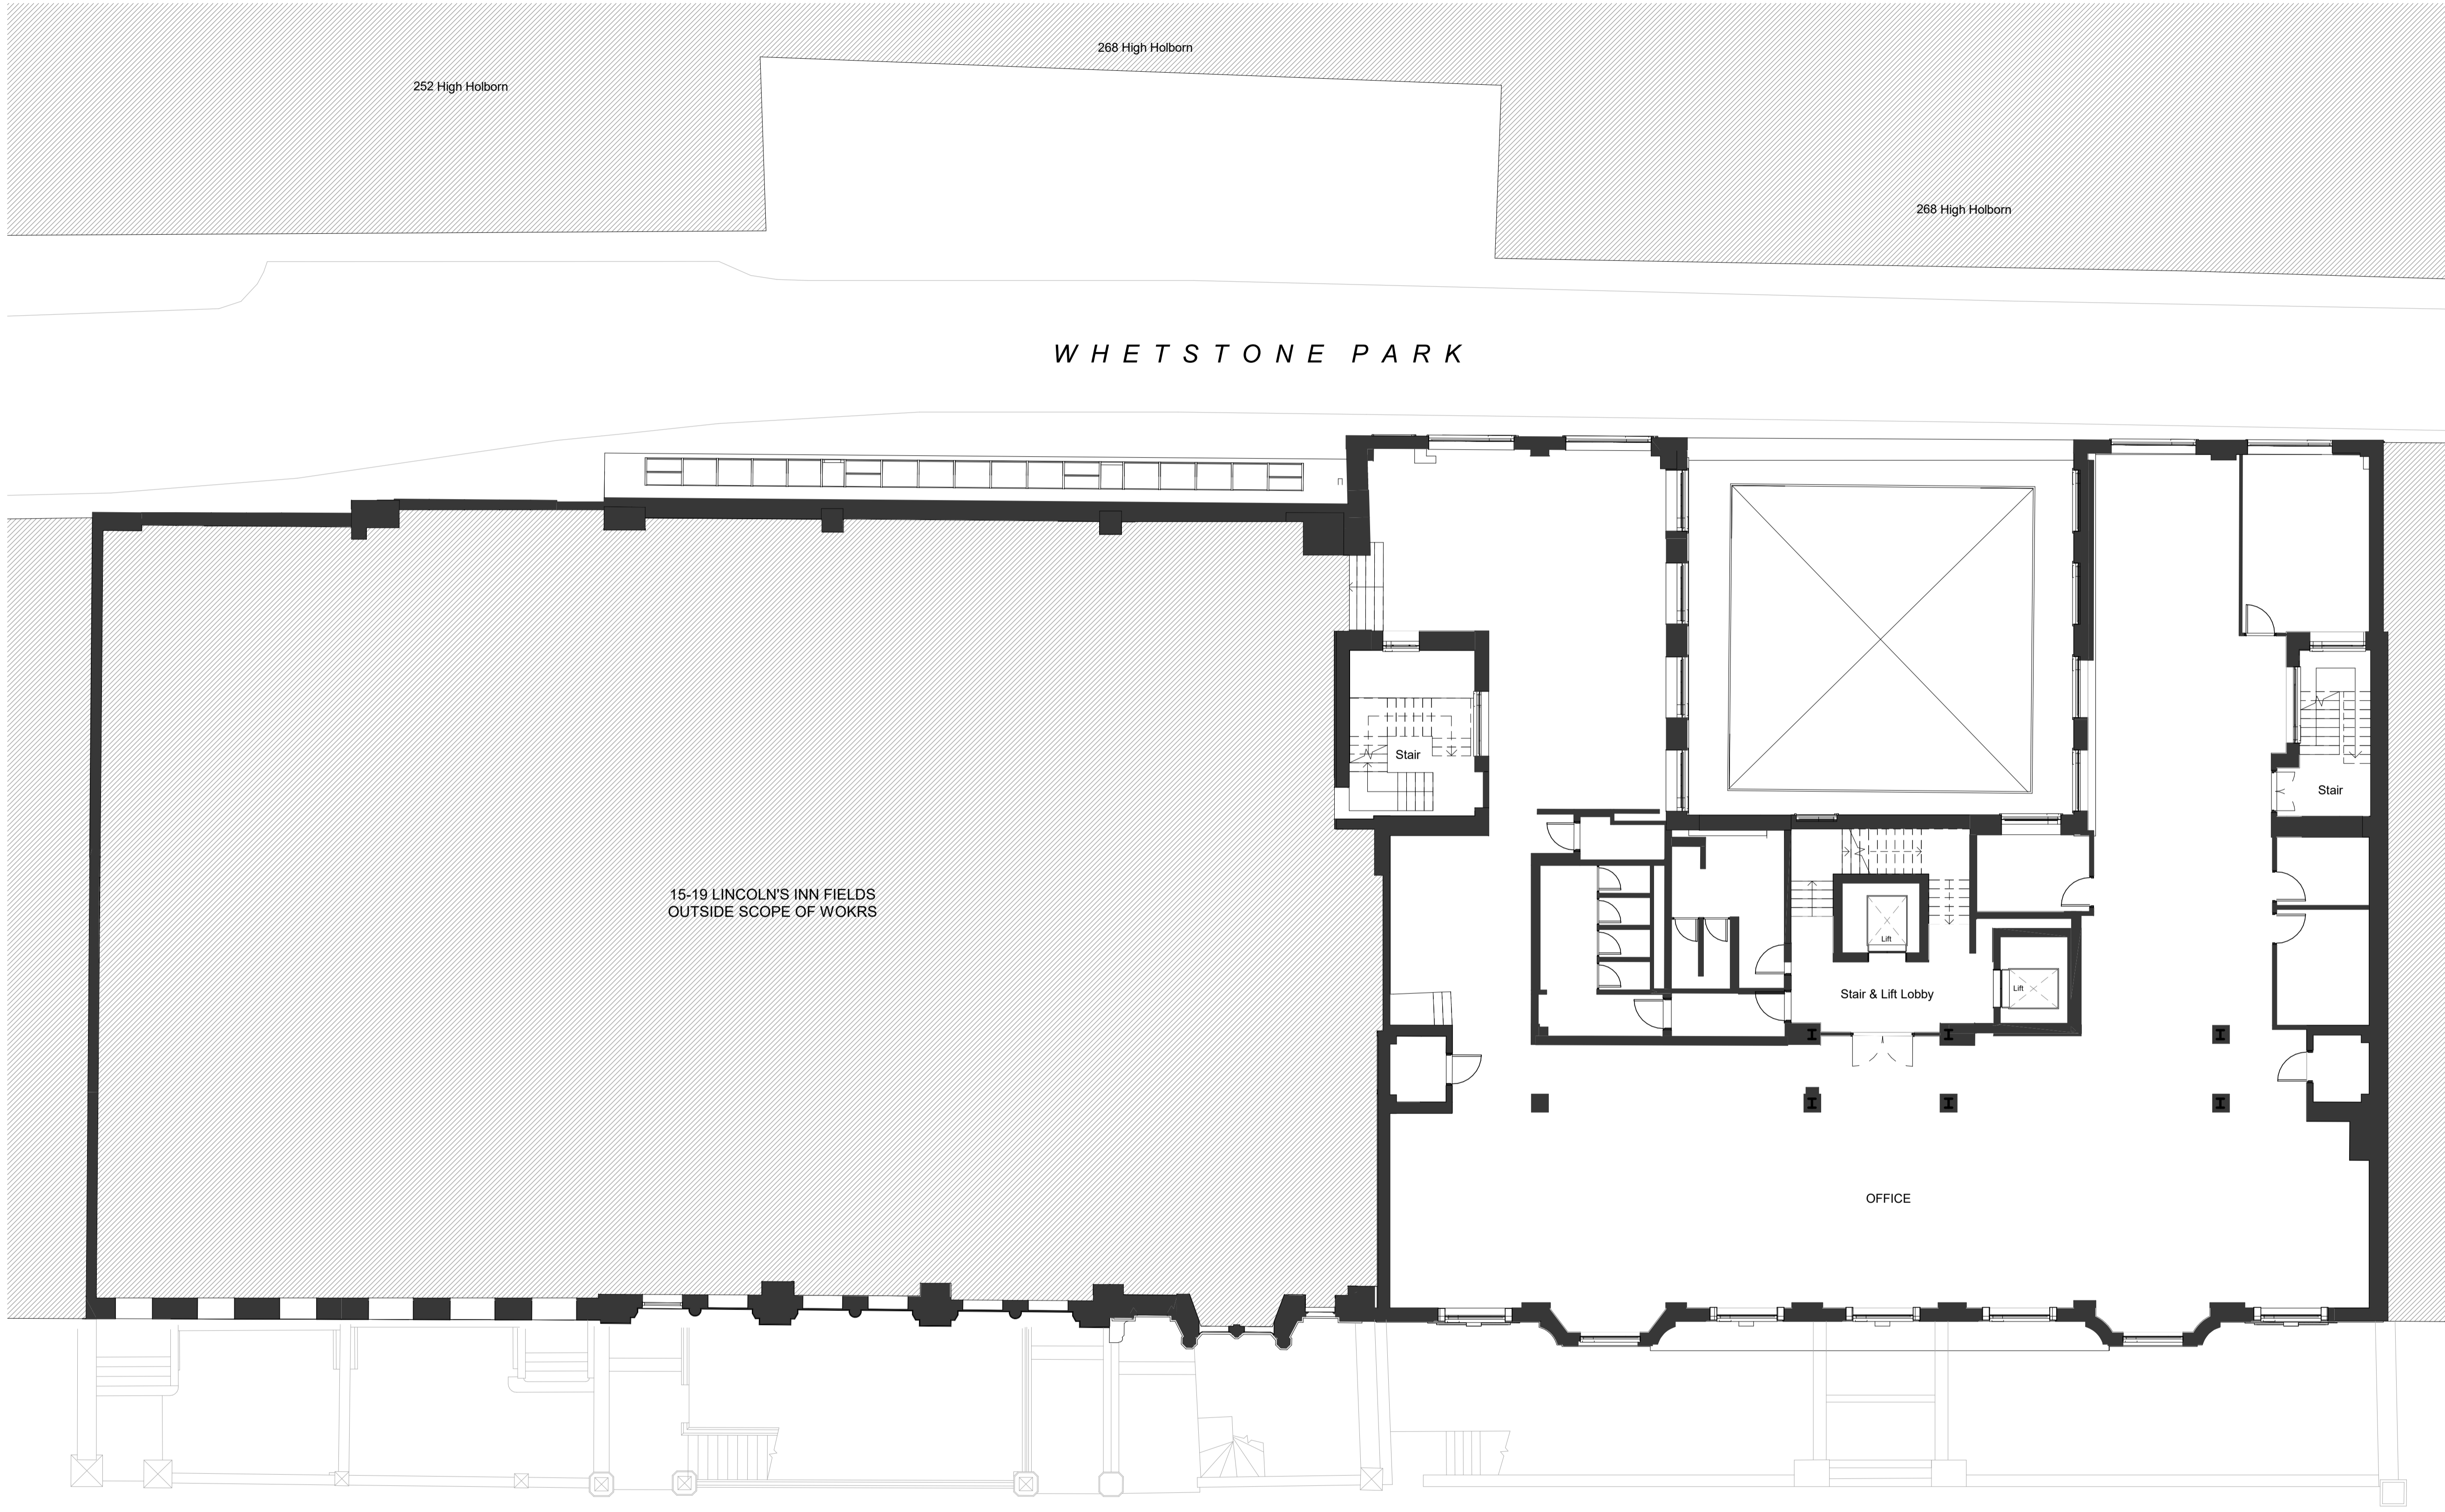 268 High Holborn
252 High Holborn
268 High Holborn
WHETSTONE PARK
Stair
Stair
15-19 LINCOLN'S INN FIELDS
OUTSIDE SCOPE OF WOKRS
Lift
Lift
Stair & Lift Lobby
OFFICE